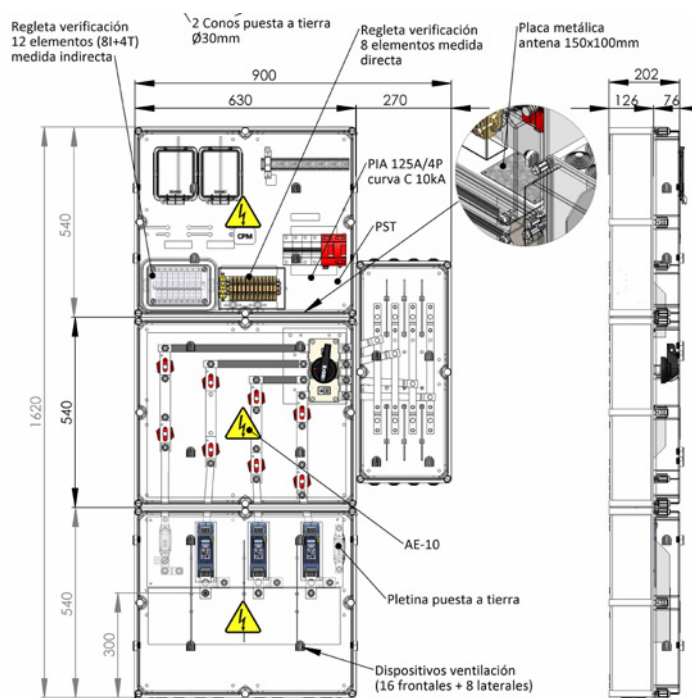 2 Conos puesta a tierra
Ø30mm
Regleta verificación
12 elementos (8I+4T)
medida indirecta
Regleta verificación
8 elementos medida
directa
Placa metálica
antena 150x100mm
900
630
270
202
126
76
PIA 125A/4P
curva C 10kA
PST
CPM
540
1620
540
540
540
300
AE-10
Pletina puesta a tierra
Dispositivos ventilación
(16 frontales + 8 laterales)